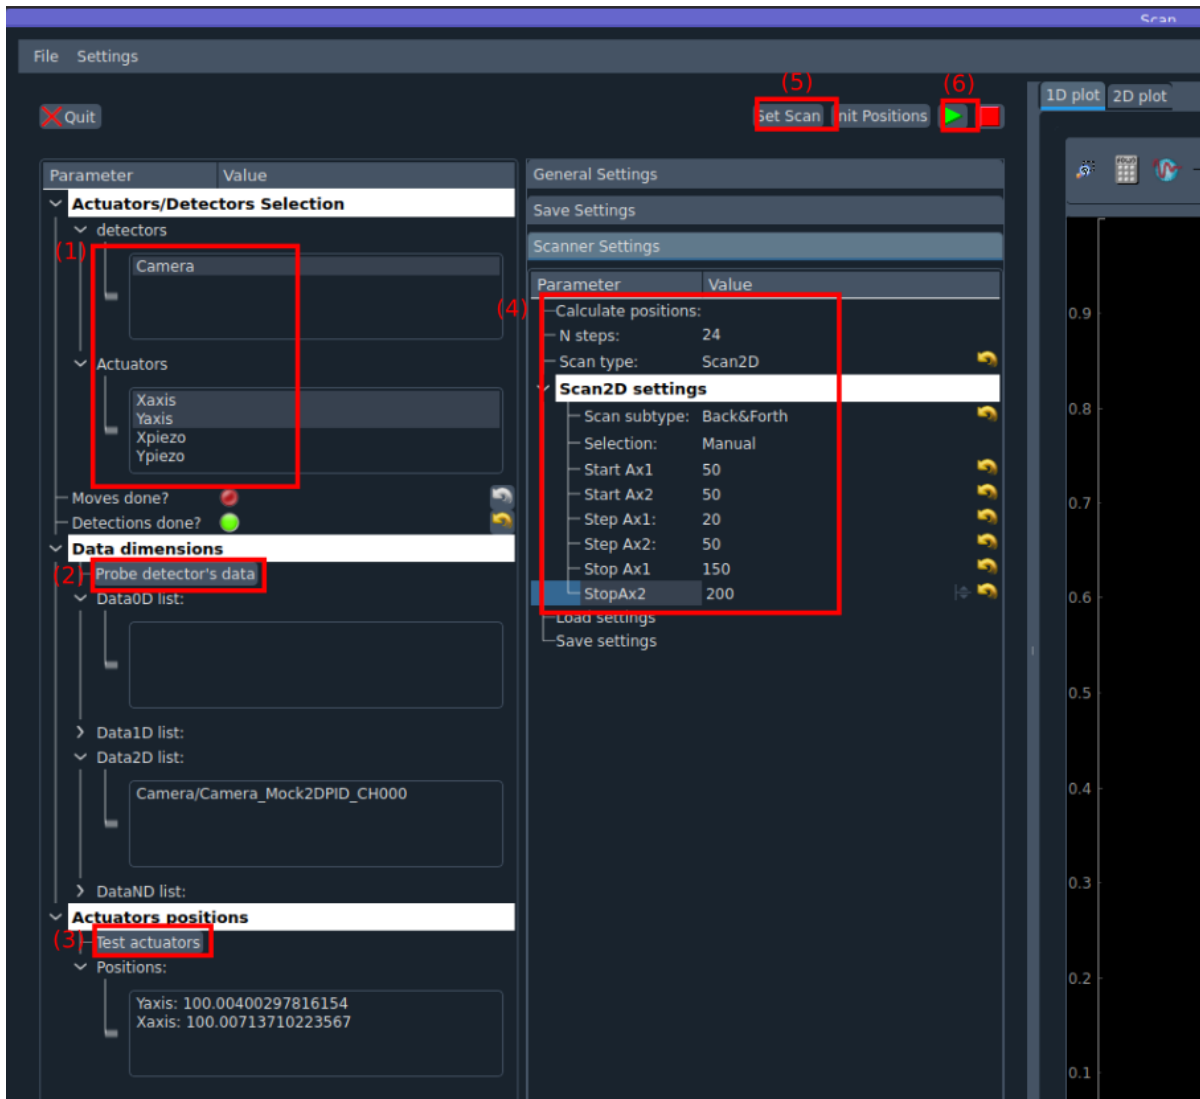 Scan
File Settings
(5)
(6)
Quit
Set Scan
Init Positions
1D plot 2D plot
Parameter Value
Actuators/Detectors Selection
detectors
(1)
Camera
Actuators
Xaxis
Yaxis
Xpiezo
Ypiezo
Moves done?
Detections done?
Data dimensions
(2)
Probe detector's data
Data0D list:
Data1D list:
Data2D list:
Camera/Camera_Mock2DPID_CH000
DataND list:
Actuators positions
(3)
Test actuators
Positions:
Yaxis: 100.00400297816154
Xaxis: 100.00713710223567
General Settings
Save Settings
Scanner Settings
Parameter Value
(4)
Calculate positions:
N steps: 24
Scan type: Scan2D
Scan2D settings
Scan subtype: Back&Forth
Selection: Manual
Start Ax1 50
Start Ax2 50
Step Ax1: 20
Step Ax2: 50
Stop Ax1 150
StopAx2 200
Load settings
Save settings
0.9
0.8
0.7
0.6
0.5
0.4
0.3
0.2
0.1